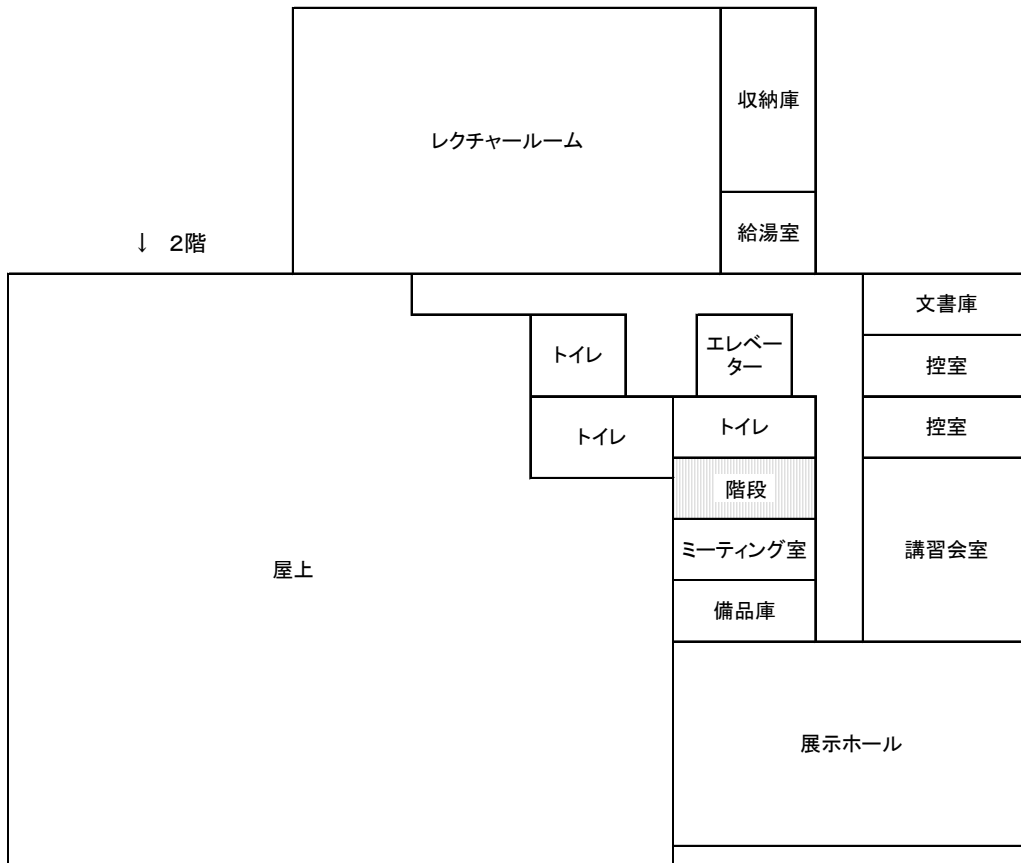 収納庫
レクチャールーム
給湯室
↓ 2階
文書庫
トイレ
エレベー
ター
控室
トイレ
トイレ
控室
階段
ミーティング室
講習会室
屋上
備品庫
展示ホール